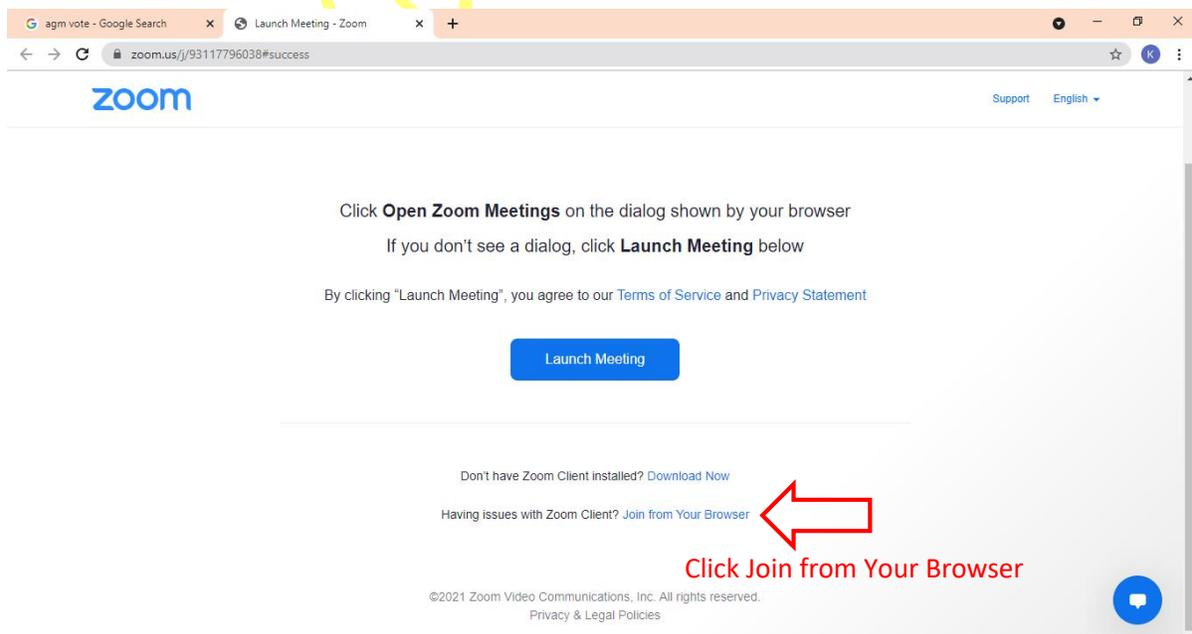 agm vote - Google Search
Launch Meeting - Zoom
zoom.us/j/93117796038#success
K
zoom
Support English
Click Open Zoom Meetings on the dialog shown by your browser
If you don't see a dialog, click Launch Meeting below
By clicking “Launch Meeting”, you agree to our Terms of Service and Privacy Statement
Launch Meeting
Don't have Zoom Client installed? Download Now
Having issues with Zoom Client? Join from Your Browser
Click Join from Your Browser
©2021 Zoom Video Communications, Inc. All rights reserved.
Privacy & Legal Policies